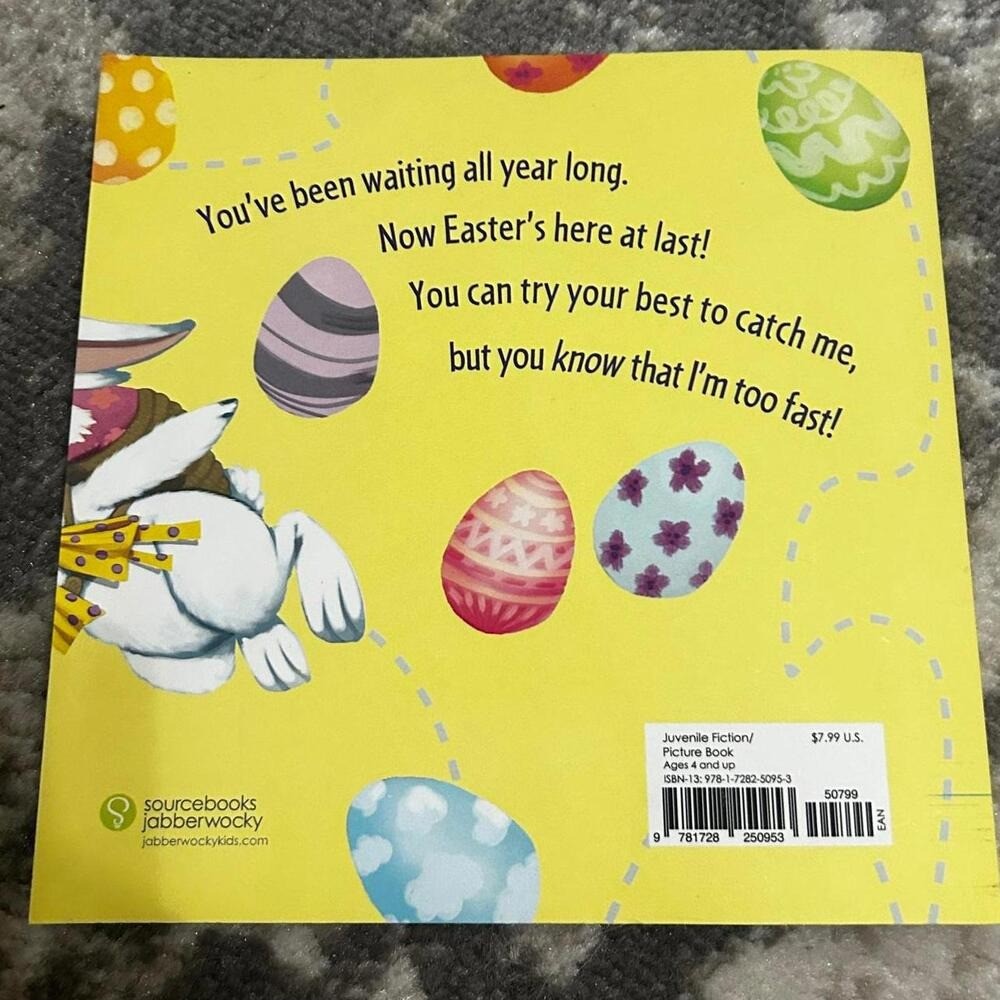 You've been waiting all year long.
Now Easter's here at last!
You can try your best to catch me,
but you know that I'm too fast!
sourcebooks
jabberwocky
jabberwockykids.com
Juvenile Fiction/
Picture Book
Ages 4 and up
ISBN-13: 978-1-7282-5095-3
$7.99 U.S.
50799
EAN
9 781728 250953